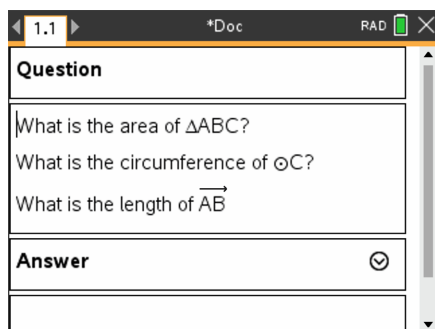 1.1 *Doc RAD
Question
What is the area of ΔABC?
What is the circumference of ⊙C?
What is the length of A⃗B⃗
Answer